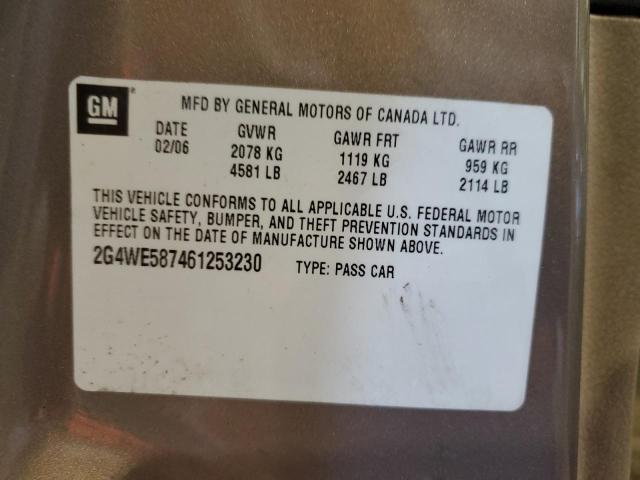 GM
MFD BY GENERAL MOTORS OF CANADA LTD.
DATE GVWR GAWR FRT GAWR RR
02/06 2078 KG 1119 KG 959 KG
4581 LB 2467 LB 2114 LB
THIS VEHICLE CONFORMS TO ALL APPLICABLE U.S. FEDERAL MOTOR
VEHICLE SAFETY, BUMPER, AND THEFT PREVENTION STANDARDS IN
EFFECT ON THE DATE OF MANUFACTURE SHOWN ABOVE.
2G4WE587461253230 TYPE: PASS CAR